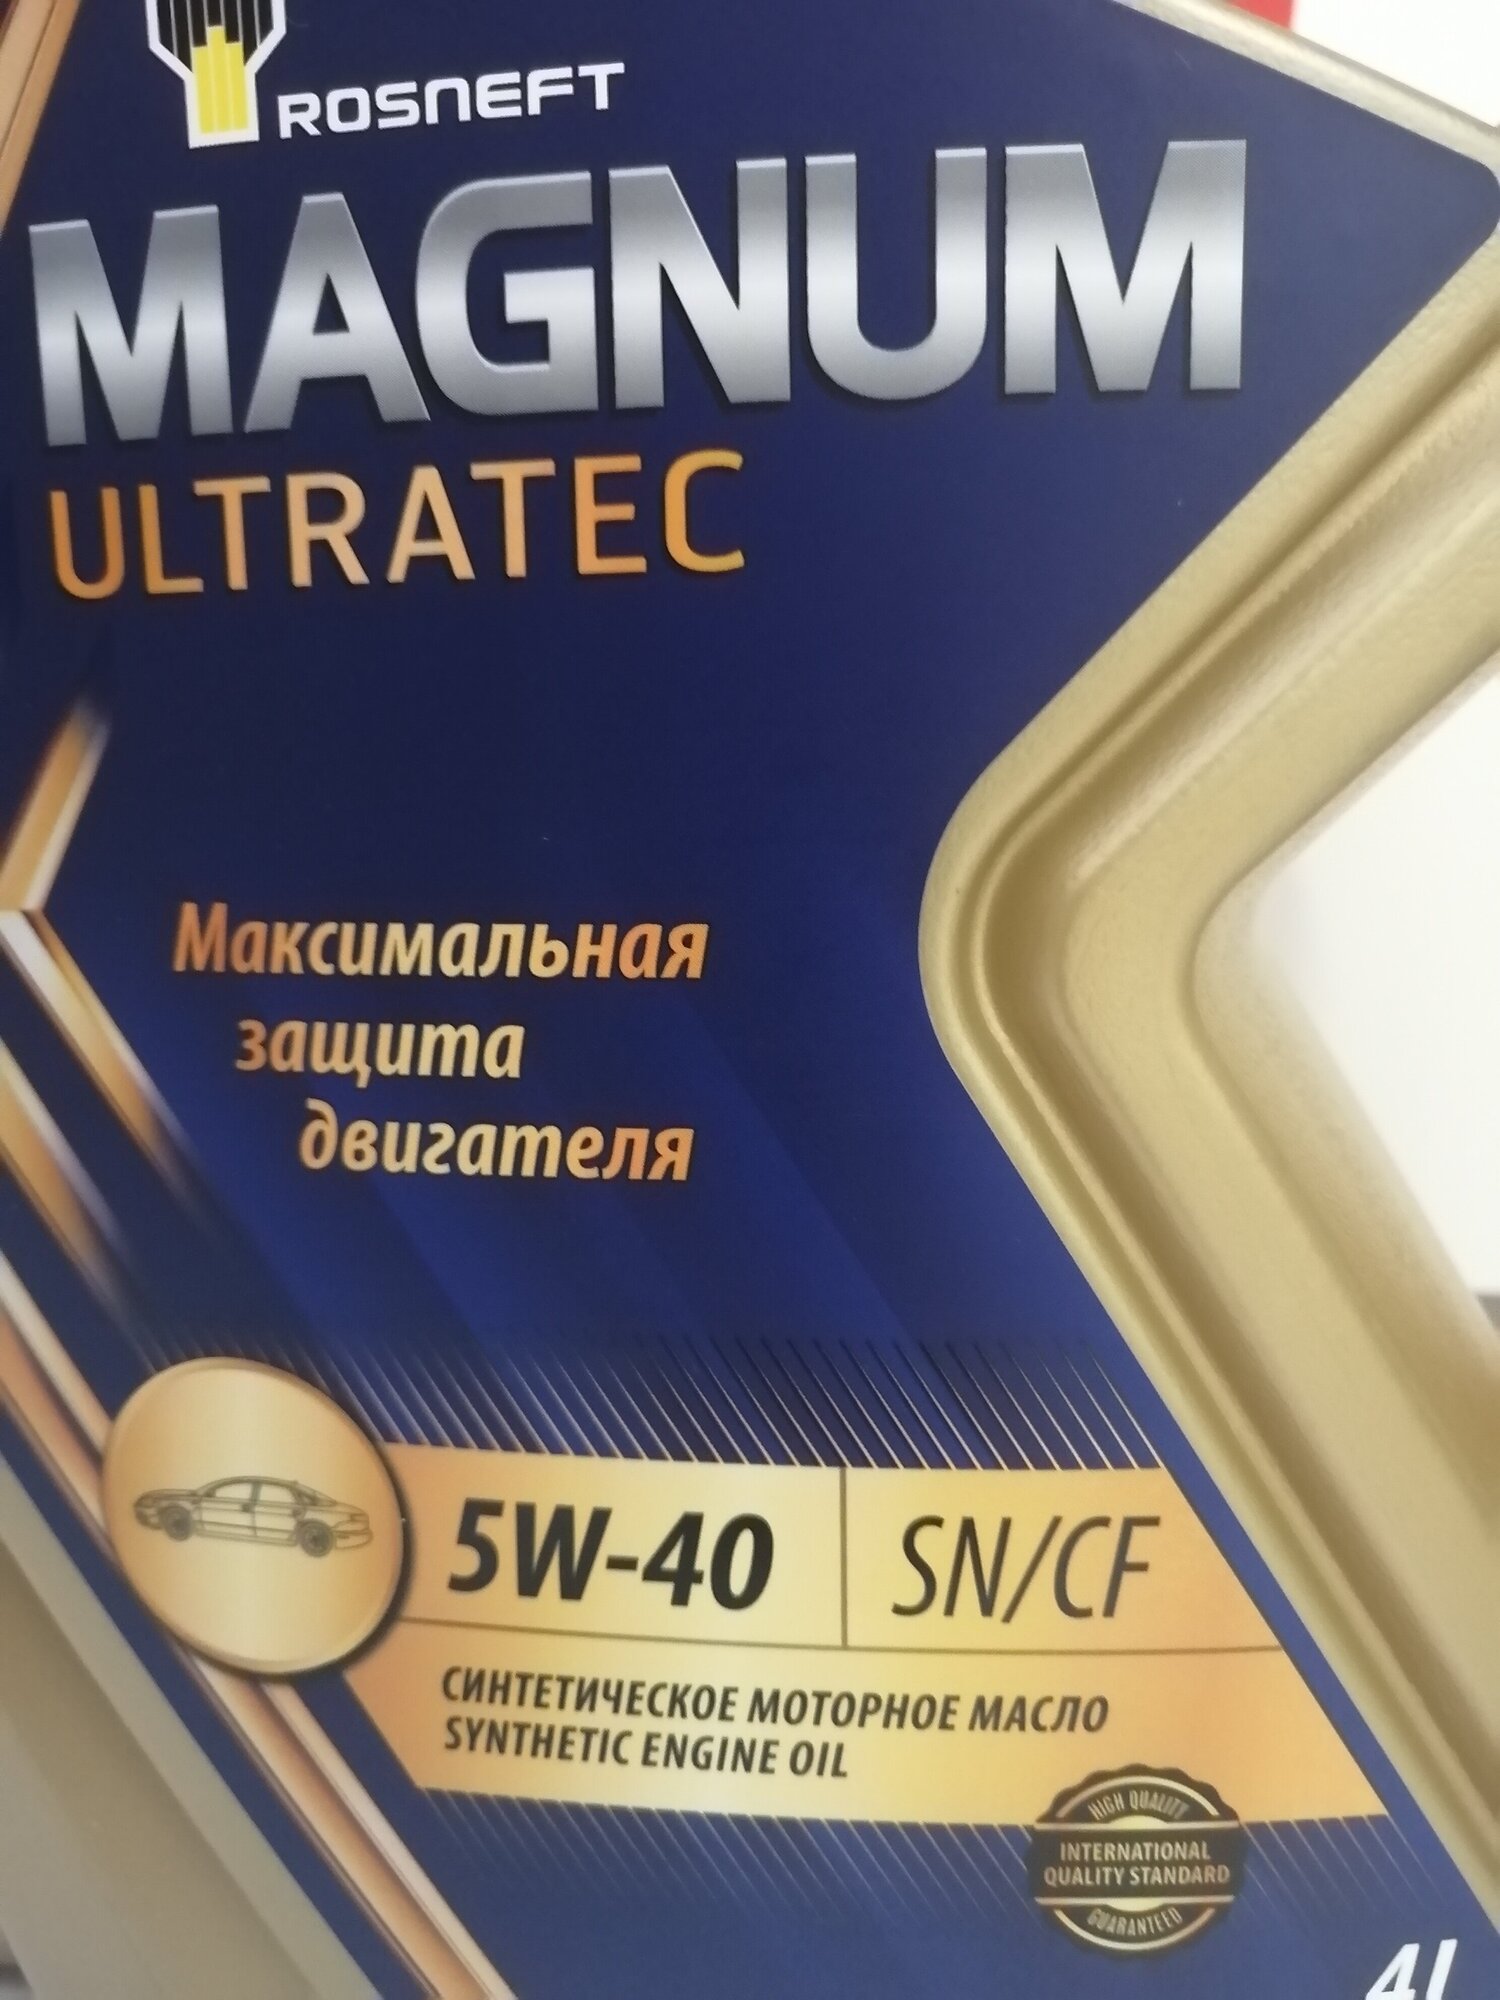 ROSNEFT
MAGNUM
ULTRATEC
Максимальная
защита
двигателя
5W-40 SN/CF
СИНТЕТИЧЕСКОЕ МОТОРНОЕ МАСЛО
SYNTHETIC ENGINE OIL
HIGH QUALITY
INTERNATIONAL
QUALITY STANDARD
GUARANTEED
4l